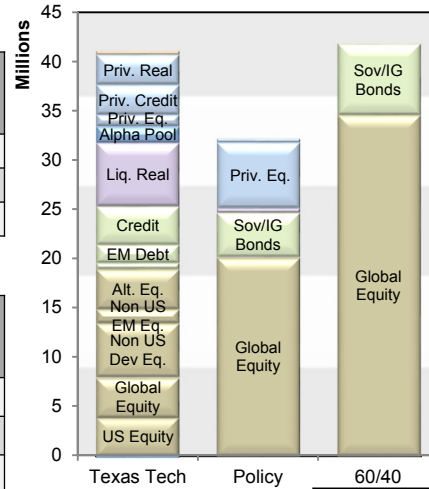 Millions
45
40
35
30
25
20
15
10
5
0
Priv. Real
Priv. Credit
Priv. Eq.
Alpha Pool
Liq. Real
Credit
EM Debt
Alt. Eq.
Non US
EM Eq.
Non US
Dev Eq.
Global
Equity
US Equity
Priv. Eq.
Sov/IG
Bonds
Global
Equity
Sov/IG
Bonds
Global
Equity
Texas Tech
Policy
60/40